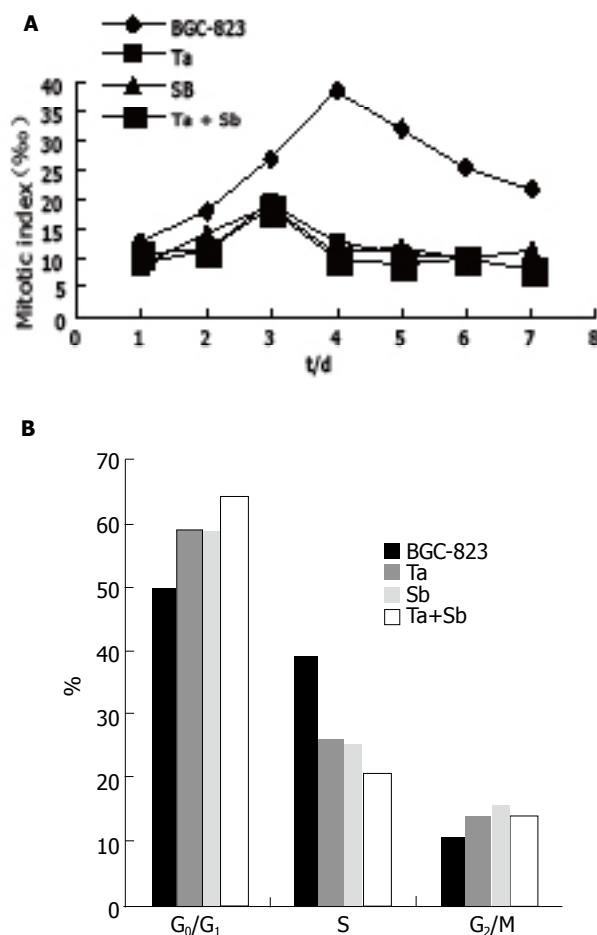 A
BGC-823
Ta
SB
Ta + Sb
Mitotic index (‰)
40
35
30
25
20
15
10
5
0
0 1 2 3 4 5 6 7 8
t/d
B
70
60
50
40
30
20
10
0
%
BGC-823
Ta
Sb
Ta+Sb
G₀/G₁ S G₂/M